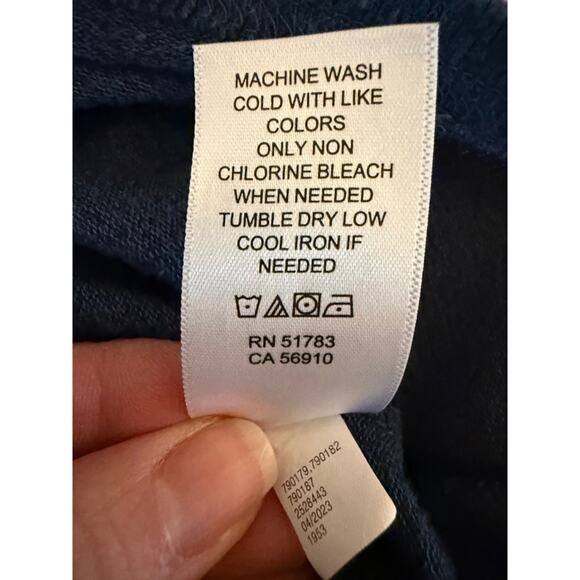 MACHINE WASH
COLD WITH LIKE
COLORS
ONLY NON
CHLORINE BLEACH
WHEN NEEDED
TUMBLE DRY LOW
COOL IRON IF
NEEDED
RN 51783
CA 56910
790179,790182
790187
2528443
04/2023
1953